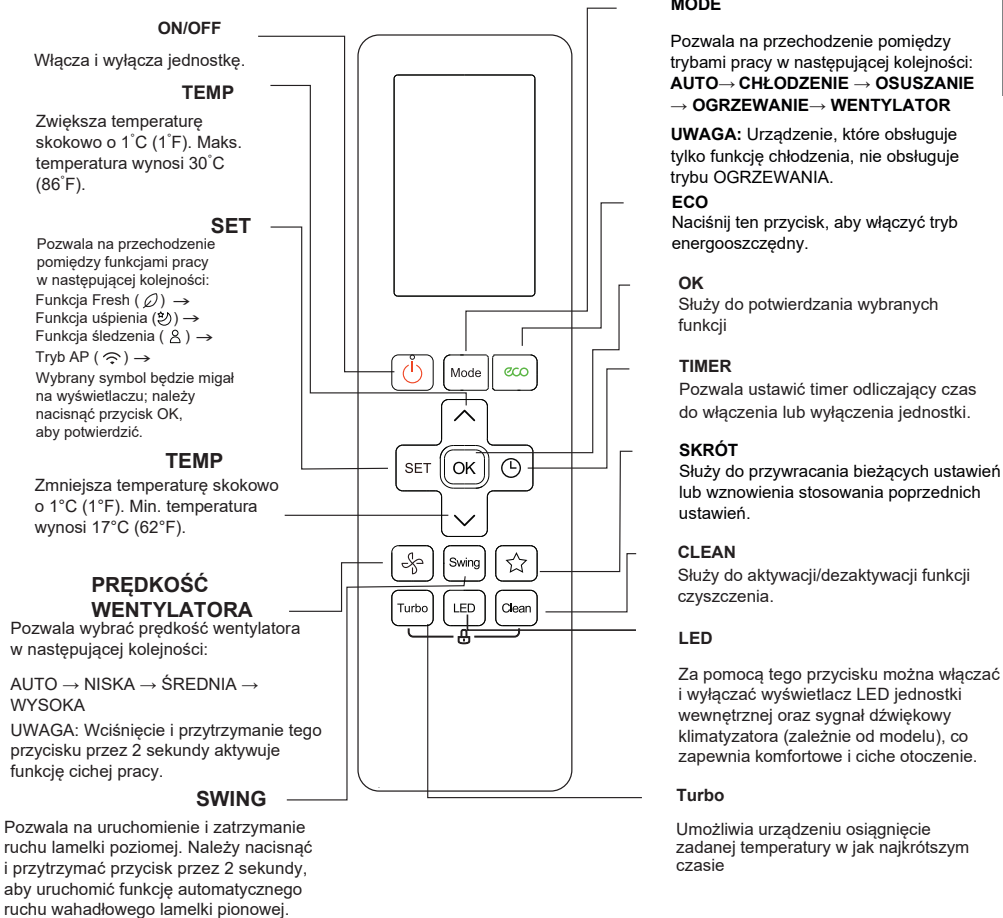 ON/OFF
Włącza i wyłącza jednostkę.
TEMP
Zwiększa temperaturę
skokowo o 1°C (1°F). Maks.
temperatura wynosi 30°C
(86°F).
SET
Pozwala na przechodzenie
pomiędzy funkcjami pracy
w następującej kolejności:
Funkcja Fresh ( ) →
Funkcja uśpienia ( ) →
Funkcja śledzenia ( ) →
Tryb AP ( ) →
Wybrany symbol będzie migał
na wyświetlaczu; należy
nacisnąć przycisk OK,
aby potwierdzić.
TEMP
Zmniejsza temperaturę skokowo
o 1°C (1°F). Min. temperatura
wynosi 17°C (62°F).
PRĘDKOŚĆ
WENTYLATORA
Pozwala wybrać prędkość wentylatora
w następującej kolejności:
AUTO → NISKA → ŚREDNIA →
WYSOKA
UWAGA: Wciśnięcie i przytrzymanie tego
przycisku przez 2 sekundy aktywuje
funkcję cichej pracy.
SWING
Pozwala na uruchomienie i zatrzymanie
ruchu lamelki poziomej. Należy nacisnąć
i przytrzymać przycisk przez 2 sekundy,
aby uruchomić funkcję automatycznego
ruchu wahadłowego lamelki pionowej.
Mode
eco
SET
OK
Swing
Turbo
LED
Clean
MODE
Pozwala na przechodzenie pomiędzy
trybami pracy w następującej kolejności:
AUTO→ CHŁODZENIE → OSUSZANIE
→ OGRZEWANIE→ WENTYLATOR
UWAGA: Urządzenie, które obsługuje
tylko funkcję chłodzenia, nie obsługuje
trybu OGRZEWANIA.
ECO
Naciśnij ten przycisk, aby włączyć tryb
energooszczędny.
OK
Służy do potwierdzania wybranych
funkcji
TIMER
Pozwala ustawić timer odliczający czas
do włączenia lub wyłączenia jednostki.
SKRÓT
Służy do przywracania bieżących ustawień
lub wznowienia stosowania poprzednich
ustawień.
CLEAN
Służy do aktywacji/dezaktywacji funkcji
czyszczenia.
LED
Za pomocą tego przycisku można włączać
i wyłączać wyświetlacz LED jednostki
wewnętrznej oraz sygnał dźwiękowy
klimatyzatora (zależnie od modelu), co
zapewnia komfortowe i ciche otoczenie.
Turbo
Umożliwia urządzeniu osiągnięcie
zadanej temperatury w jak najkrótszym
czasie